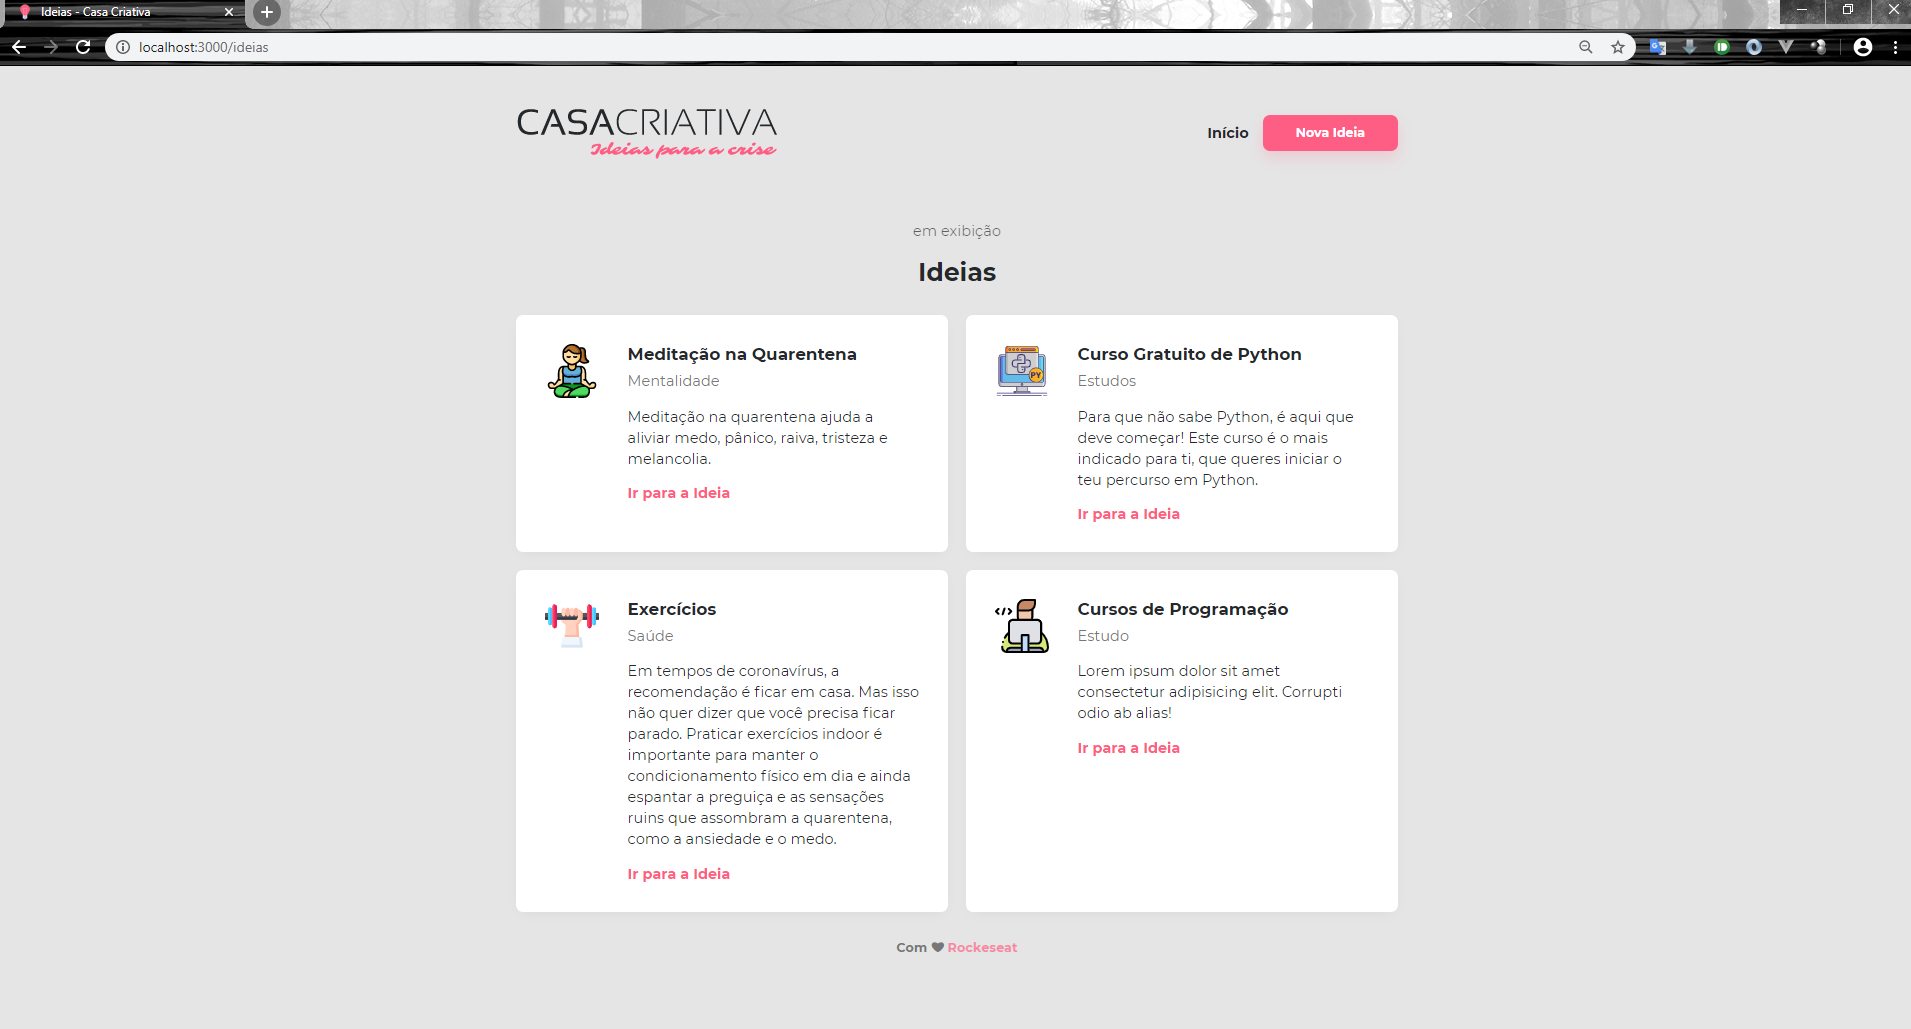 Ideias - Casa Criativa
localhost:3000/ideias
CASACRIATIVA
Ideias para a crise
Início
Nova Ideia
em exibição
Ideias
Meditação na Quarentena
Mentalidade
Meditação na quarentena ajuda a
aliviar medo, pânico, raiva, tristeza e
melancolia.
Ir para a Ideia
PY
Curso Gratuito de Python
Estudos
Para que não sabe Python, é aqui que
deve começar! Este curso é o mais
indicado para ti, que queres iniciar o
teu percurso em Python.
Ir para a Ideia
Exercícios
Saúde
Em tempos de coronavírus, a
recomendação é ficar em casa. Mas isso
não quer dizer que você precisa ficar
parado. Praticar exercícios indoor é
importante para manter o
condicionamento físico em dia e ainda
espantar a preguiça e as sensações
ruins que assombram a quarentena,
como a ansiedade e o medo.
Ir para a Ideia
</>
Cursos de Programação
Estudo
Lorem ipsum dolor sit amet
consectetur adipisicing elit. Corrupti
odio ab alias!
Ir para a Ideia
Com ♥ Rockeseat